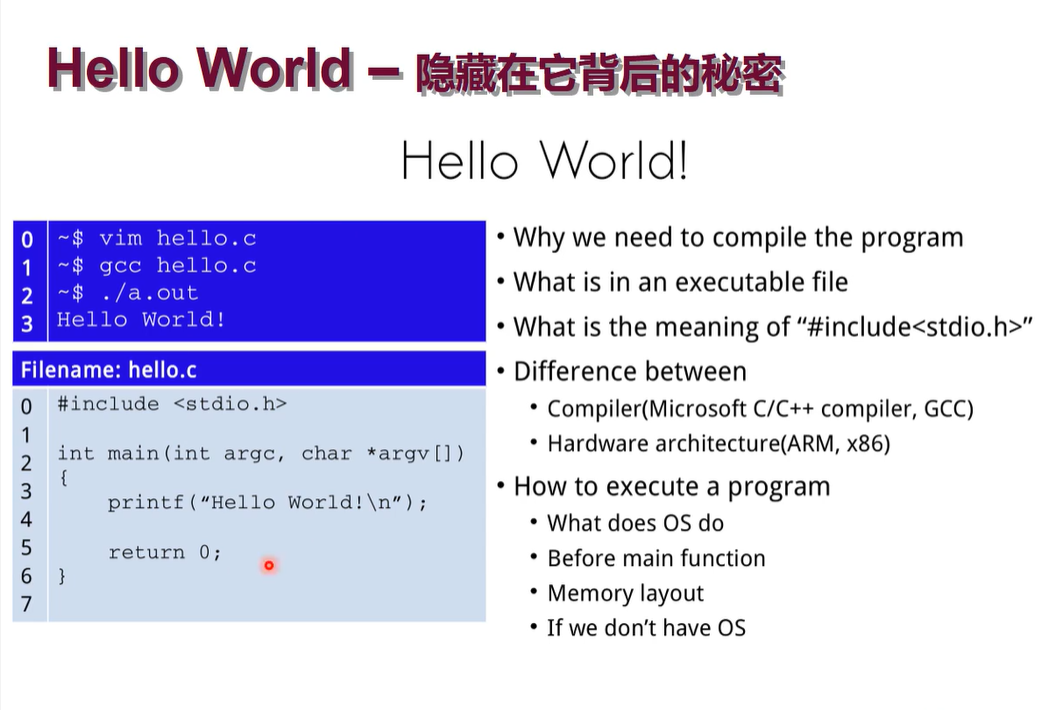 Hello World – 隐藏在它背后的秘密
Hello World!
0 ~$ vim hello.c
1 ~$ gcc hello.c
2 ~$ ./a.out
3 Hello World!
Filename: hello.c
0 #include <stdio.h>
1
2 int main(int argc, char *argv[])
3 {
4     printf(“Hello World!\n”);
5
6     return 0;
7 }
• Why we need to compile the program
• What is in an executable file
• What is the meaning of “#include<stdio.h>”
• Difference between
• Compiler(Microsoft C/C++ compiler, GCC)
• Hardware architecture(ARM, x86)
• How to execute a program
• What does OS do
• Before main function
• Memory layout
• If we don’t have OS